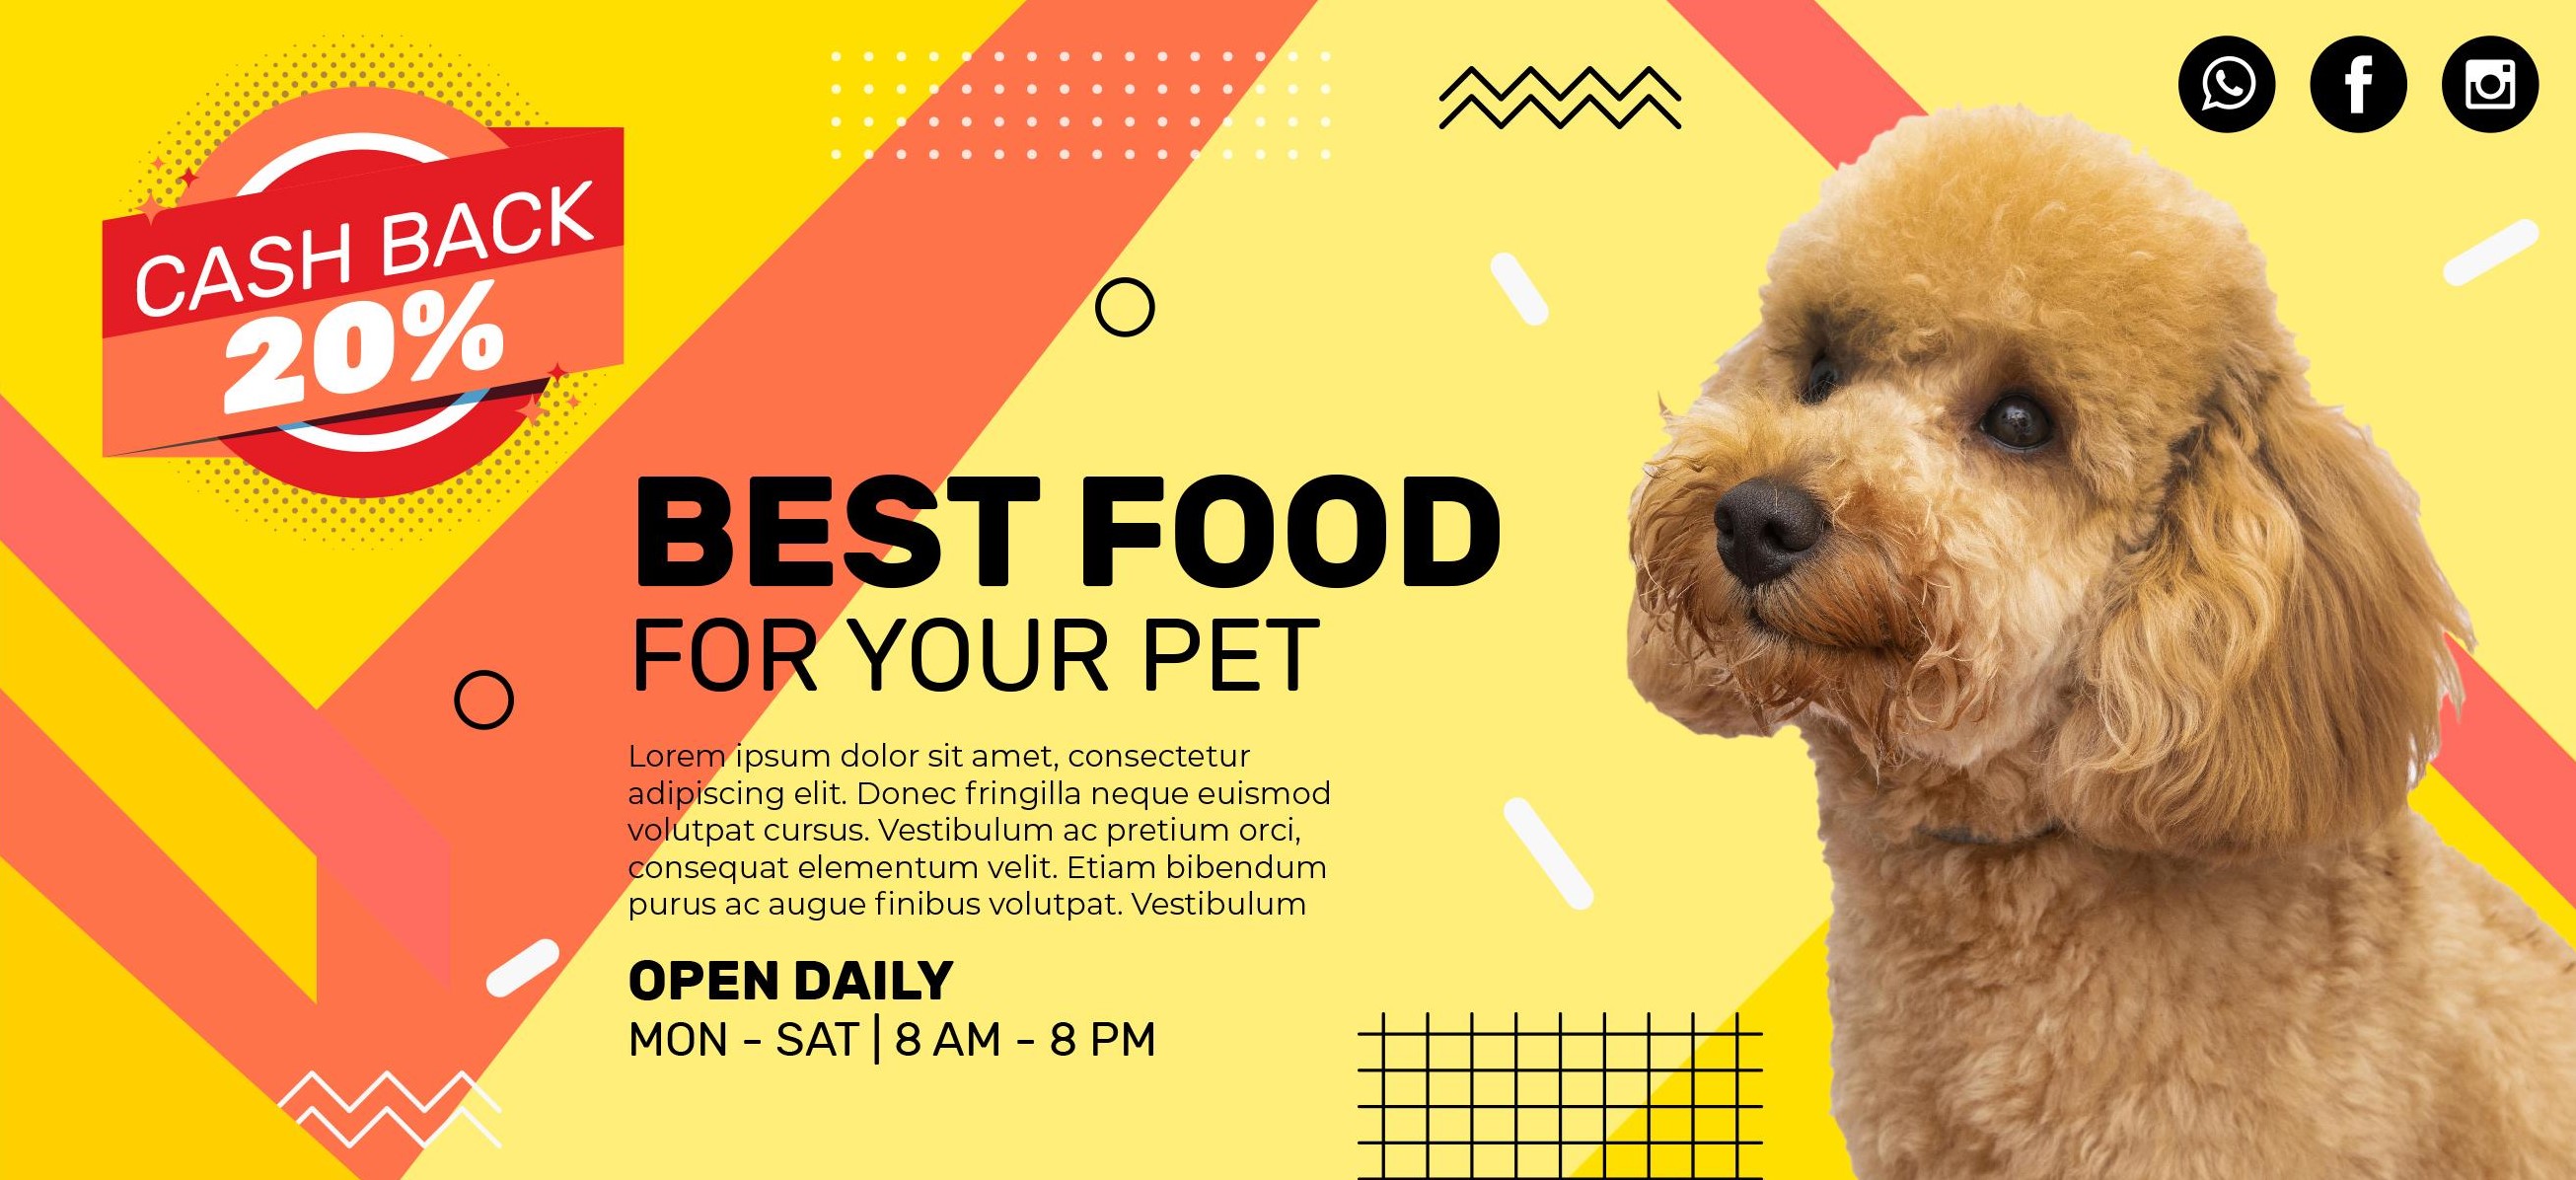 CASH BACK
20%
BEST FOOD
FOR YOUR PET
Lorem ipsum dolor sit amet, consectetur
adipiscing elit. Donec fringilla neque euismod
volutpat cursus. Vestibulum ac pretium orci,
consequat elementum velit. Etiam bibendum
purus ac augue finibus volutpat. Vestibulum
OPEN DAILY
MON - SAT | 8 AM - 8 PM